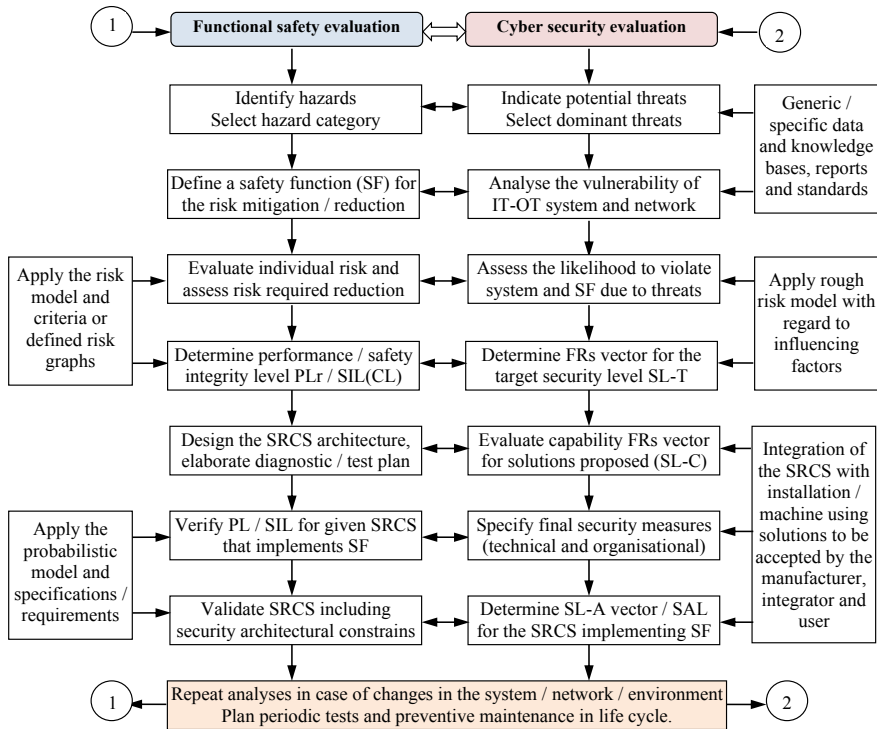 1
Functional safety evaluation
Cyber security evaluation
2
Identify hazards
Select hazard category
Indicate potential threats
Select dominant threats
Generic /
specific data
and knowledge
bases, reports
and standards
Define a safety function (SF) for
the risk mitigation / reduction
Analyse the vulnerability of
IT-OT system and network
Apply the risk
model and
criteria or
defined risk
graphs
Evaluate individual risk and
assess risk required reduction
Assess the likelihood to violate
system and SF due to threats
Apply rough
risk model with
regard to
influencing
factors
Determine performance / safety
integrity level PLr / SIL(CL)
Determine FRs vector for the
target security level SL-T
Design the SRCS architecture,
elaborate diagnostic / test plan
Evaluate capability FRs vector
for solutions proposed (SL-C)
Integration of
the SRCS with
installation /
machine using
solutions to be
accepted by the
manufacturer,
integrator and
user
Apply the
probabilistic
model and
specifications /
requirements
Verify PL / SIL for given SRCS
that implements SF
Specify final security measures
(technical and organisational)
Validate SRCS including
security architectural constrains
Determine SL-A vector / SAL
for the SRCS implementing SF
1
Repeat analyses in case of changes in the system / network / environment
Plan periodic tests and preventive maintenance in life cycle.
2